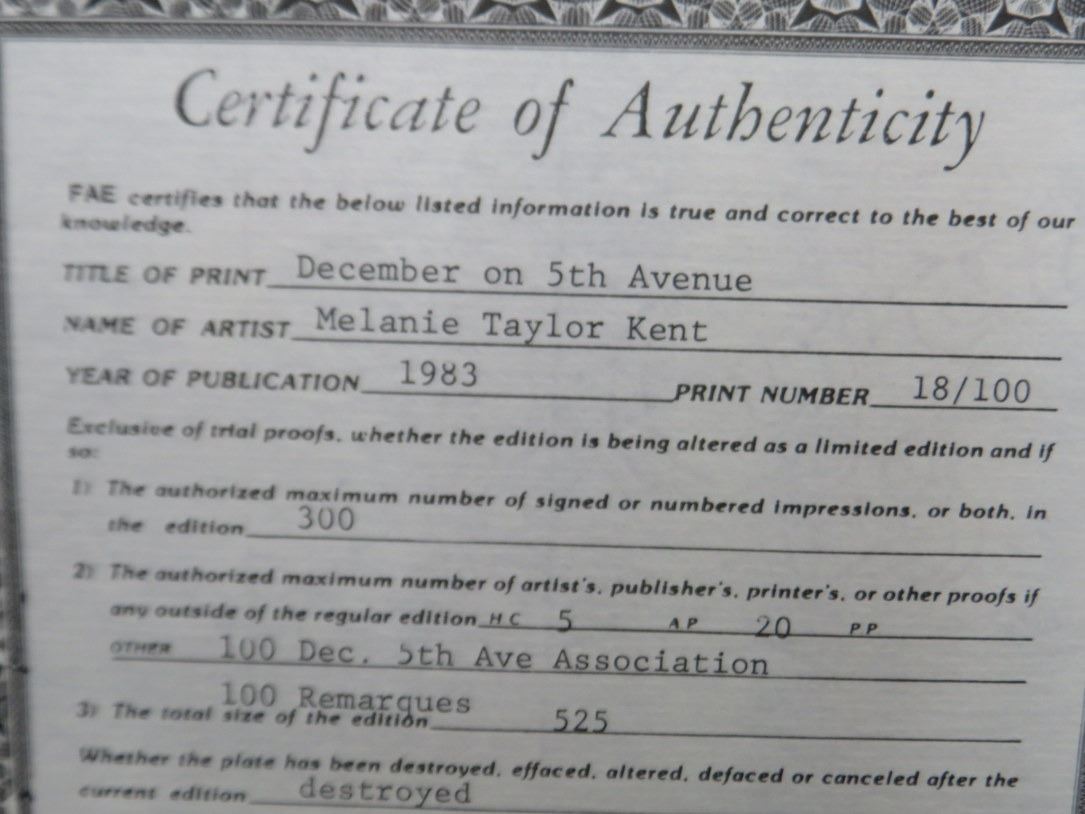 Certificate of Authenticity
FAE certifies that the below listed information is true and correct to the best of our
knowledge.
TITLE OF PRINT December on 5th Avenue
NAME OF ARTIST Melanie Taylor Kent
YEAR OF PUBLICATION 1983 PRINT NUMBER 18/100
Exclusive of trial proofs, whether the edition is being altered as a limited edition and if
so:
1) The authorized maximum number of signed or numbered impressions, or both, in
the edition 300
2) The authorized maximum number of artist's, publisher's, printer's, or other proofs if
any outside of the regular edition HC 5 AP 20 PP
OTHER 100 Dec. 5th Ave Association
100 Remarques
3) The total size of the edition 525
Whether the plate has been destroyed, effaced, altered, defaced or canceled after the
current edition destroyed